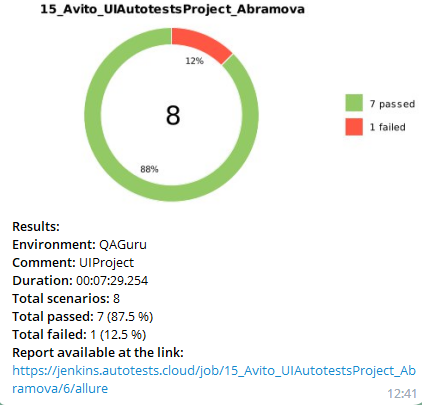 15_Avito_UIAutotestsProject_Abramova
12%
8
7 passed
1 failed
88%
Results:
Environment: QAGuru
Comment: UIProject
Duration: 00:07:29.254
Total scenarios: 8
Total passed: 7 (87.5 %)
Total failed: 1 (12.5 %)
Report available at the link:
https://jenkins.autotests.cloud/job/15_Avito_UIAutotestsProject_Ab
ramova/6/allure
12:41